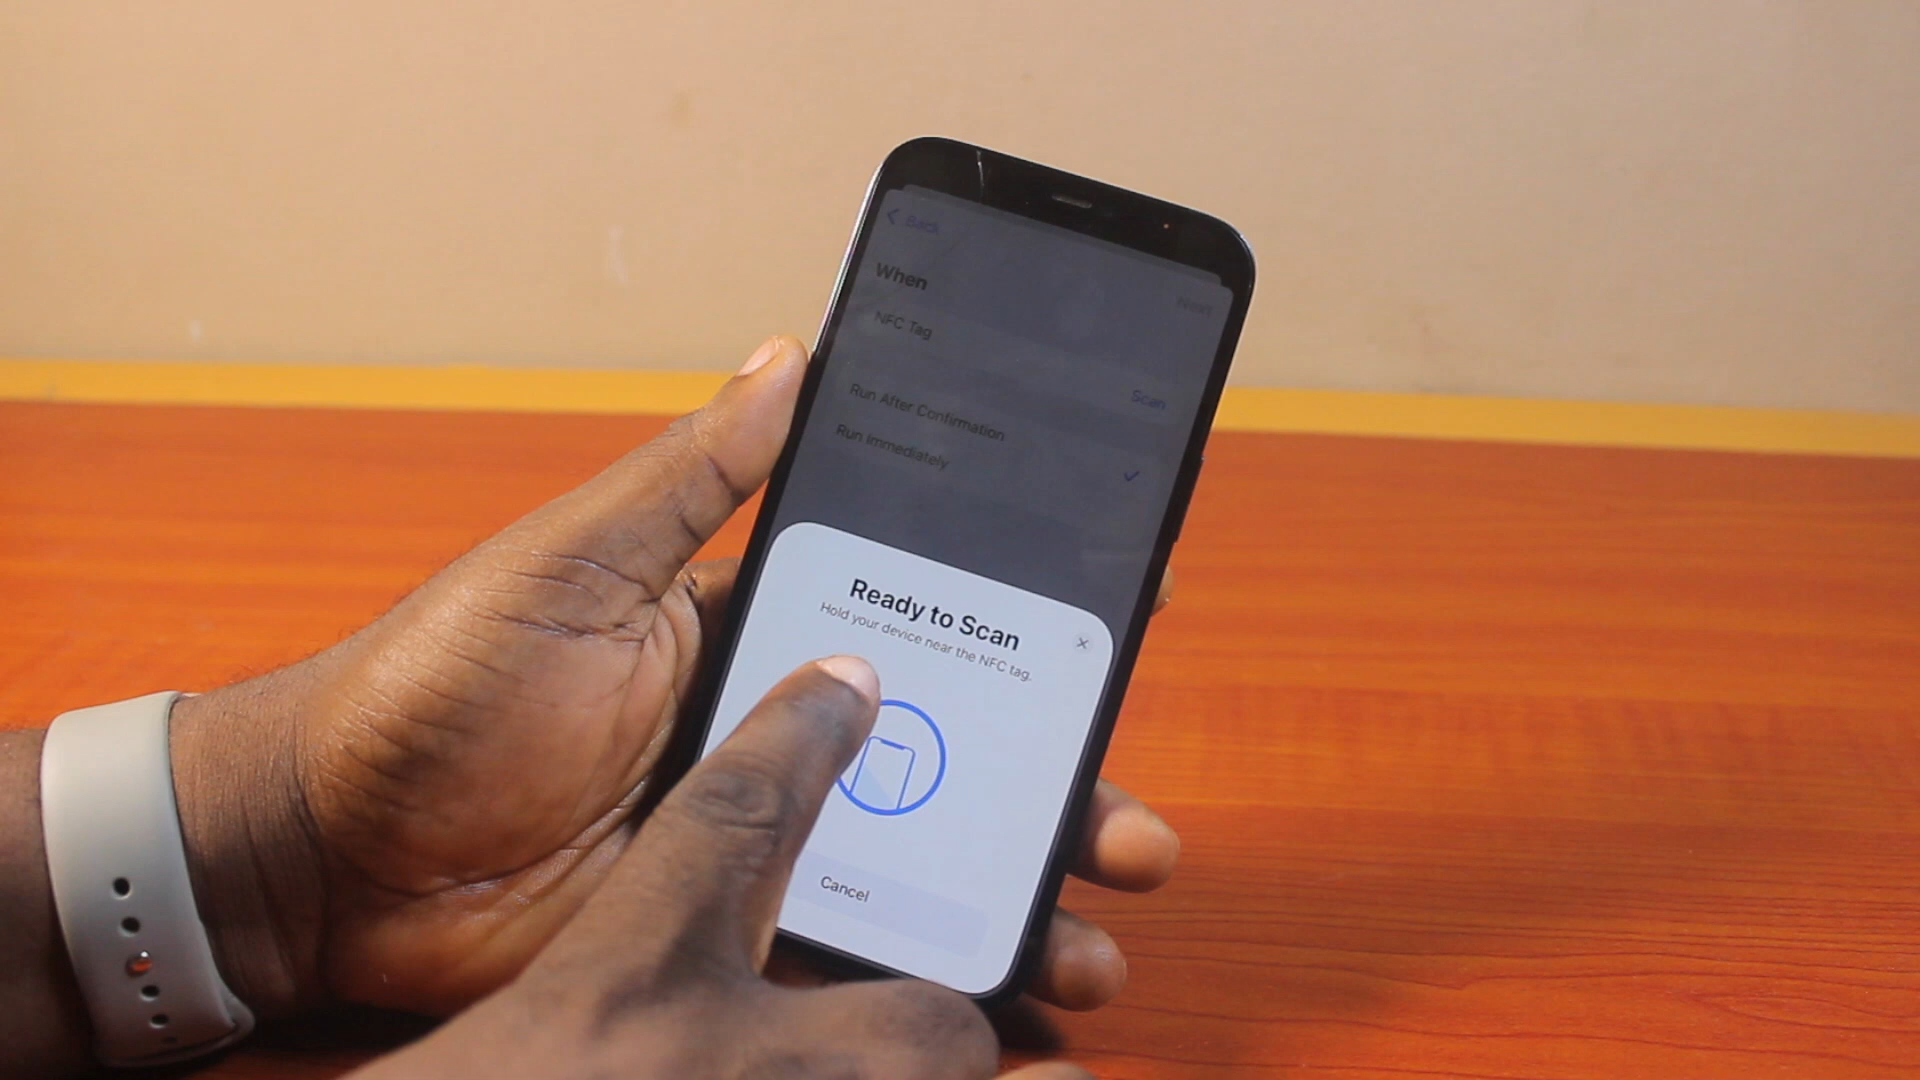 Back
Next
When
NFC Tag
Scan
Run After Confirmation
Run Immediately
Ready to Scan
Hold your device near the NFC tag.
Cancel